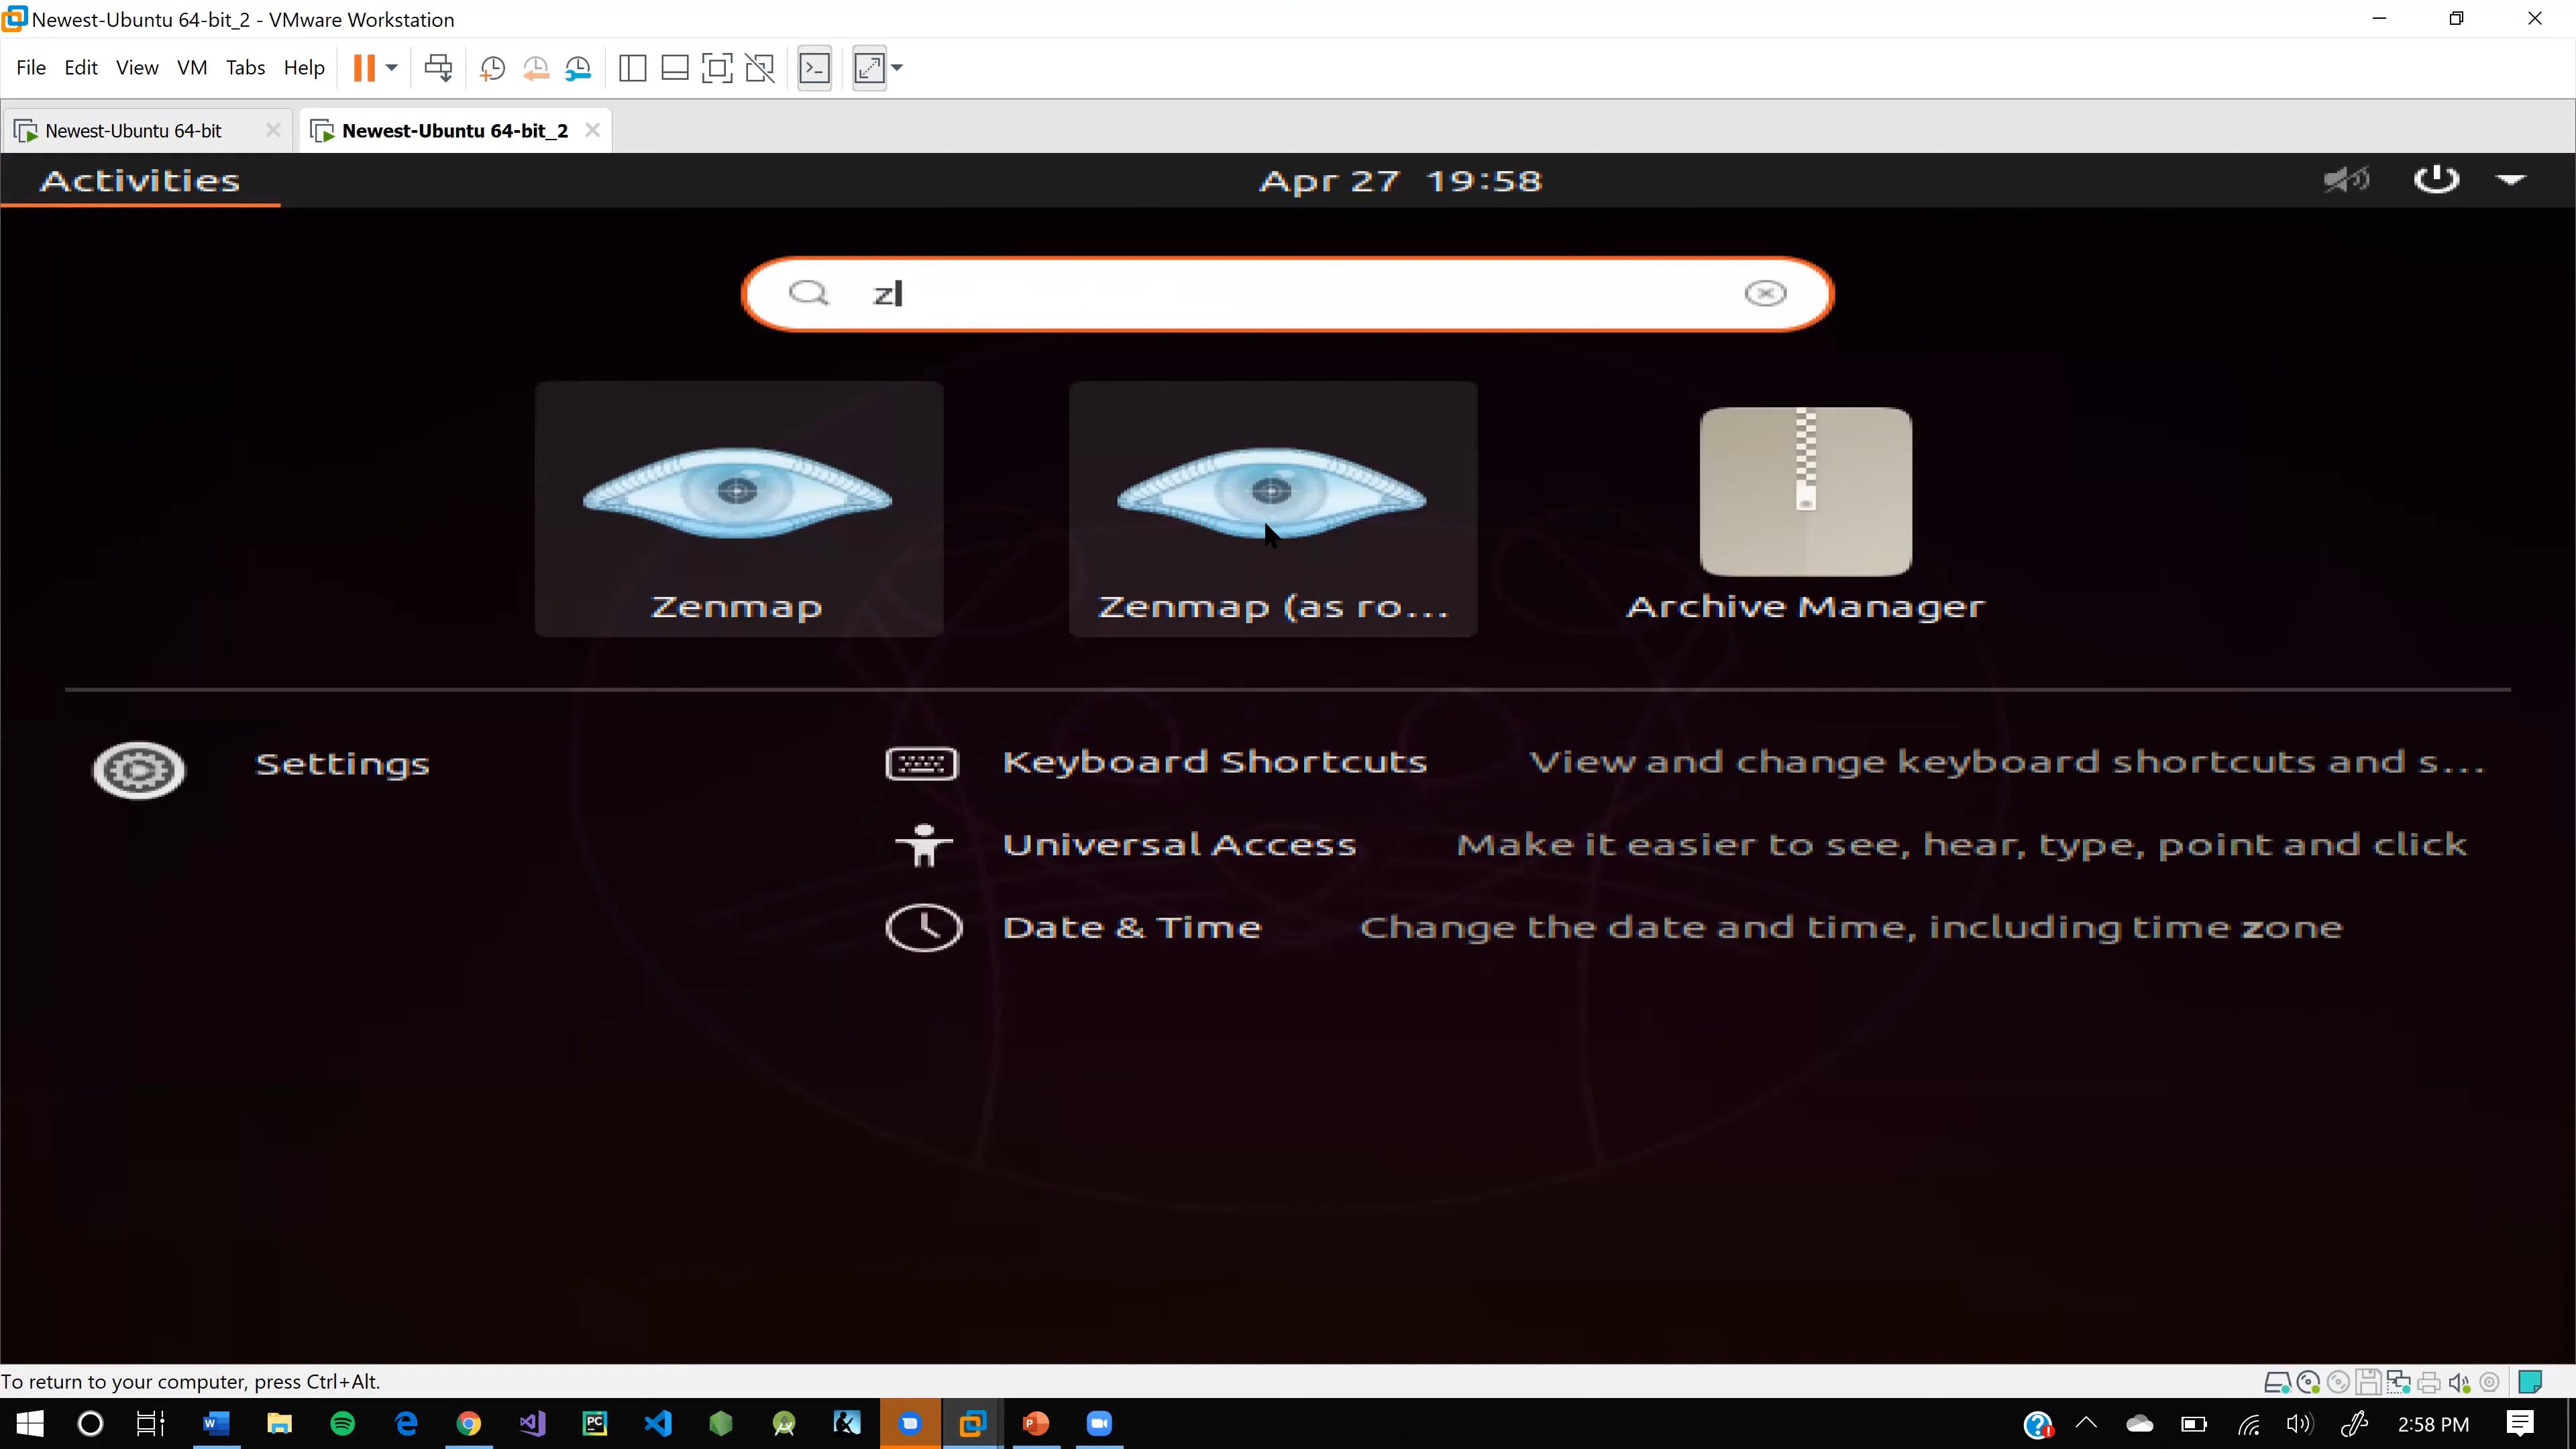 Newest-Ubuntu 64-bit_2 - VMware Workstation
File Edit View VM Tabs Help
Newest-Ubuntu 64-bit Newest-Ubuntu 64-bit_2
Activities Apr 27 19:58
z
Zenmap Zenmap (as ro... Archive Manager
Settings Keyboard Shortcuts View and change keyboard shortcuts and s...
Universal Access Make it easier to see, hear, type, point and click
Date & Time Change the date and time, including time zone
To return to your computer, press Ctrl+Alt.
2:58 PM